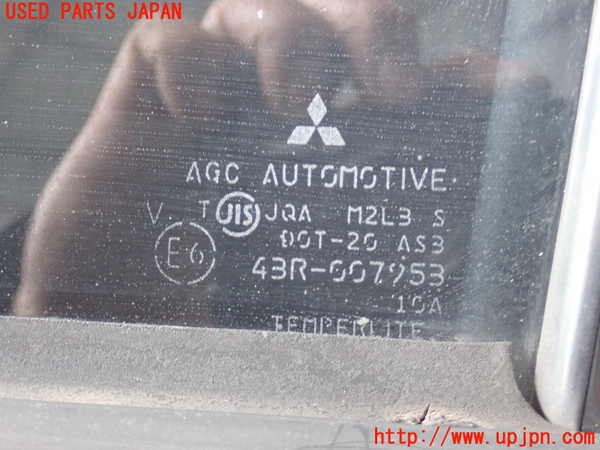 USED PARTS JAPAN
AGC AUTOMOTIVE
V. T JIS JQA M2L3 S
DOT-20 AS3
E6 43R-007953
10A
TEMPERLITE
http://www.upjpn.com/